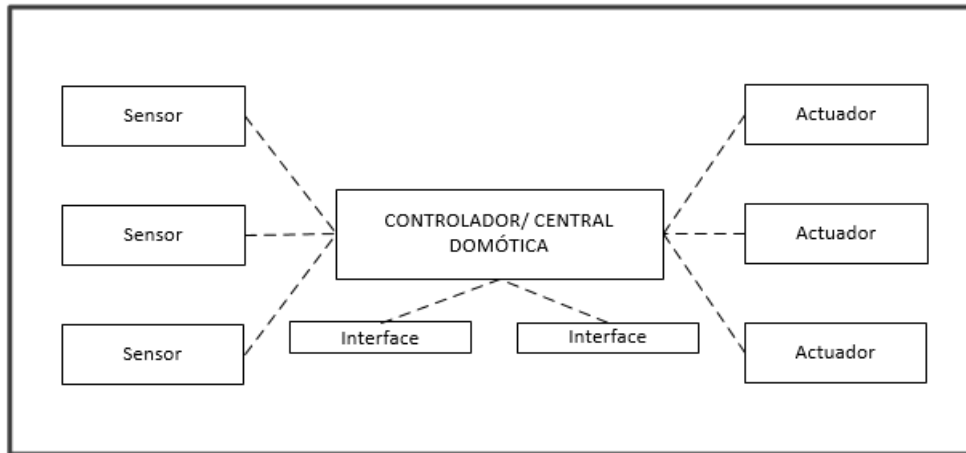 Sensor
Actuador
Sensor
CONTROLADOR/ CENTRAL
DOMÓTICA
Actuador
Sensor
Interface
Interface
Actuador